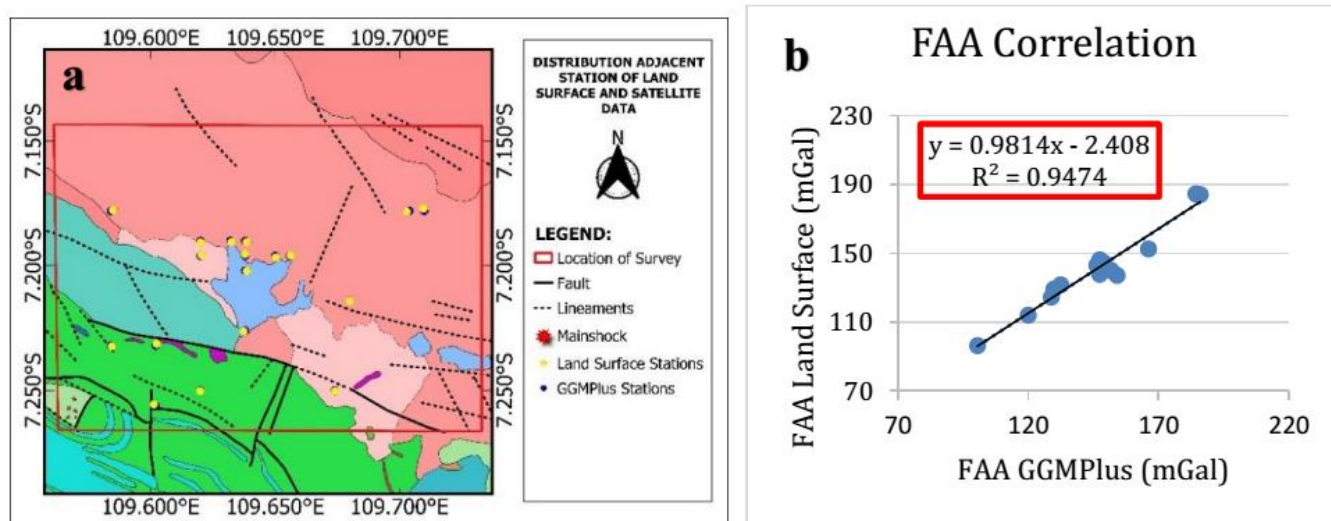 109.600°E 109.650°E 109.700°E
a
7.150°S
7.200°S
7.250°S
7.150°S
7.200°S
7.250°S
109.600°E 109.650°E 109.700°E
DISTRIBUTION ADJACENT
STATION OF LAND
SURFACE AND SATELLITE
DATA
N
LEGEND:
Location of Survey
Fault
Lineaments
Mainshock
Land Surface Stations
GGMPlus Stations
b
FAA Correlation
FAA Land Surface (mGal)
230
190
150
110
70
y = 0.9814x - 2.408
R² = 0.9474
70 120 170 220
FAA GGMPlus (mGal)